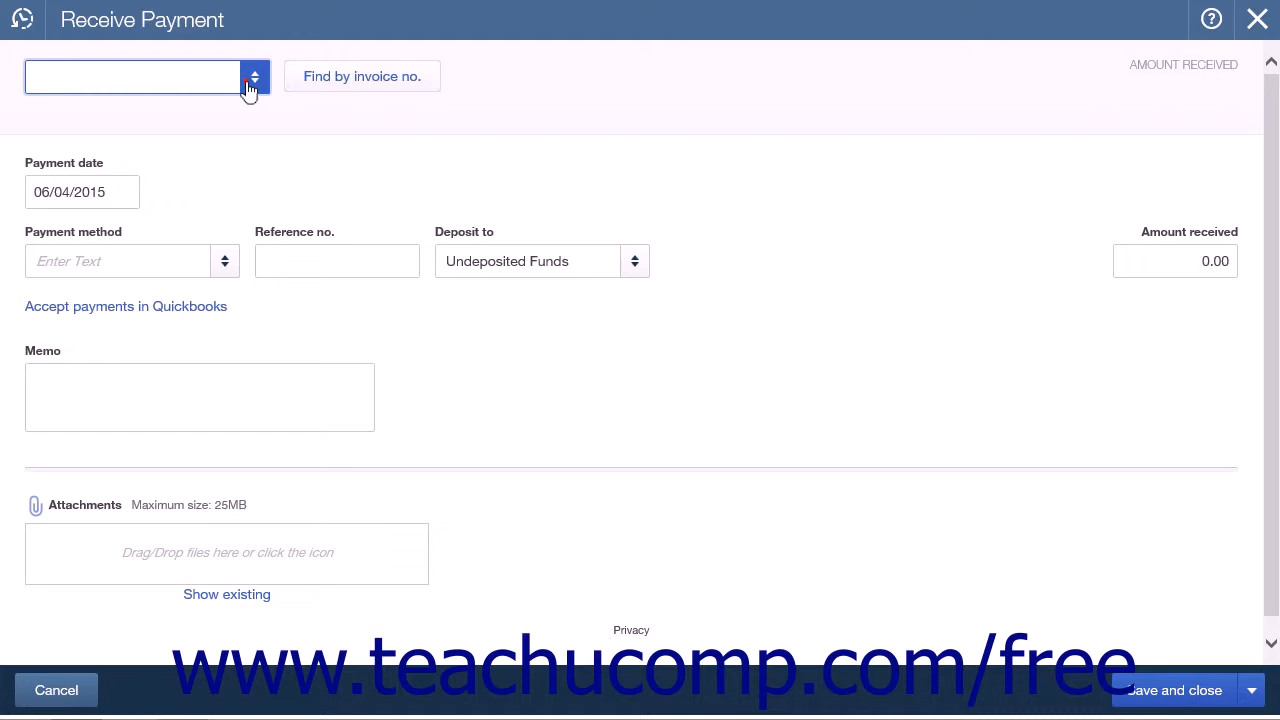 Receive Payment
Find by invoice no.
AMOUNT RECEIVED
Payment date
06/04/2015
Payment method
Reference no.
Deposit to
Amount received
Enter Text
Undeposited Funds
0.00
Accept payments in Quickbooks
Memo
Attachments Maximum size: 25MB
Drag/Drop files here or click the icon
Show existing
Privacy
www.teachucomp.com/free
Cancel
Save and close